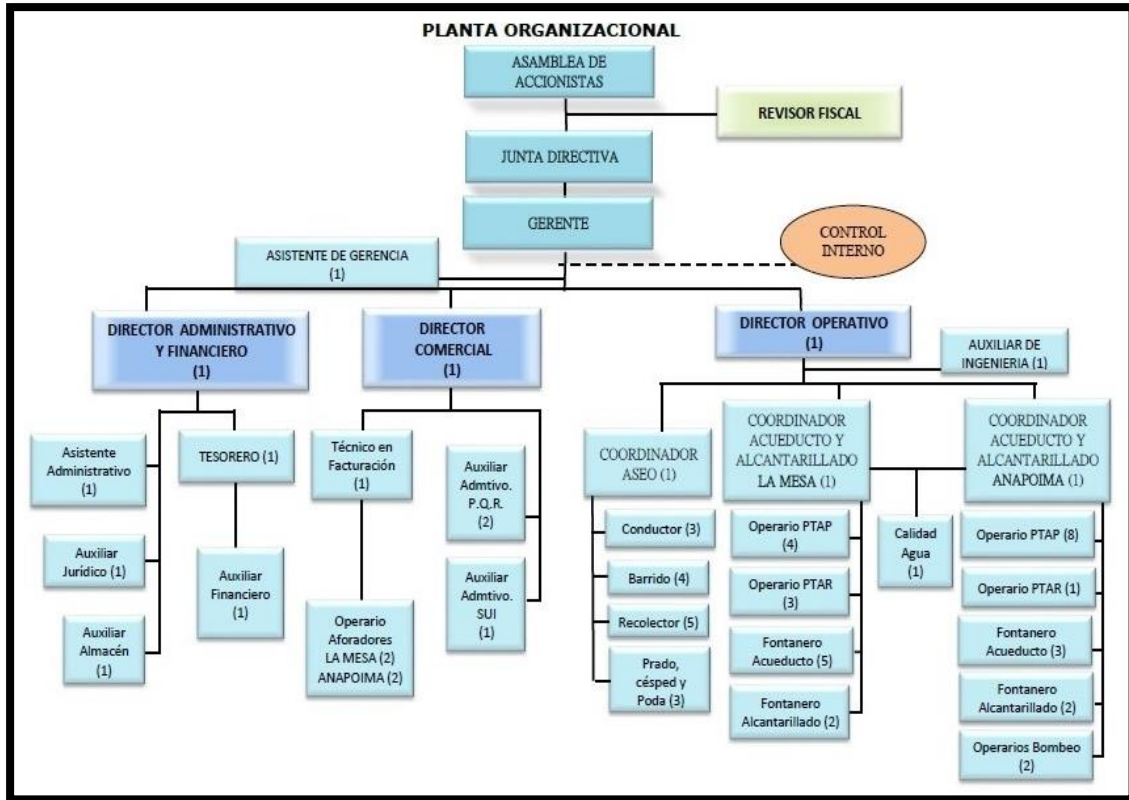 PLANTA ORGANIZACIONAL
ASAMBLEA DE
ACCIONISTAS
REVISOR FISCAL
JUNTA DIRECTIVA
GERENTE
CONTROL
INTERNO
ASISTENTE DE GERENCIA
(1)
DIRECTOR ADMINISTRATIVO
Y FINANCIERO
(1)
DIRECTOR
COMERCIAL
(1)
DIRECTOR OPERATIVO
(1)
AUXILIAR DE
INGENIERIA (1)
Asistente
Administrativo
(1)
TESORERO (1)
Auxiliar
Jurídico (1)
Auxiliar
Financiero
(1)
Auxiliar
Almacén
(1)
Técnico en
Facturación
(1)
Auxiliar
Admtivo.
P.Q.R.
(2)
Operario
Aforadores
LA MESA (2)
ANAPOIMA (2)
Auxiliar
Admtivo.
SUI
(1)
COORDINADOR
ASEO (1)
Conductor (3)
Barrido (4)
Recolector (5)
Prado,
césped y
Poda (3)
COORDINADOR
ACUEDUCTO Y
ALCANTARILLADO
LA MESA (1)
Operario PTAP
(4)
Operario PTAR
(3)
Fontanero
Acueducto (5)
Fontanero
Alcantarillado (2)
Calidad
Agua
(1)
COORDINADOR
ACUEDUCTO Y
ALCANTARILLADO
ANAPOIMA (1)
Operario PTAP (8)
Operario PTAR (1)
Fontanero
Acueducto (3)
Fontanero
Alcantarillado (2)
Operarios Bombeo
(2)